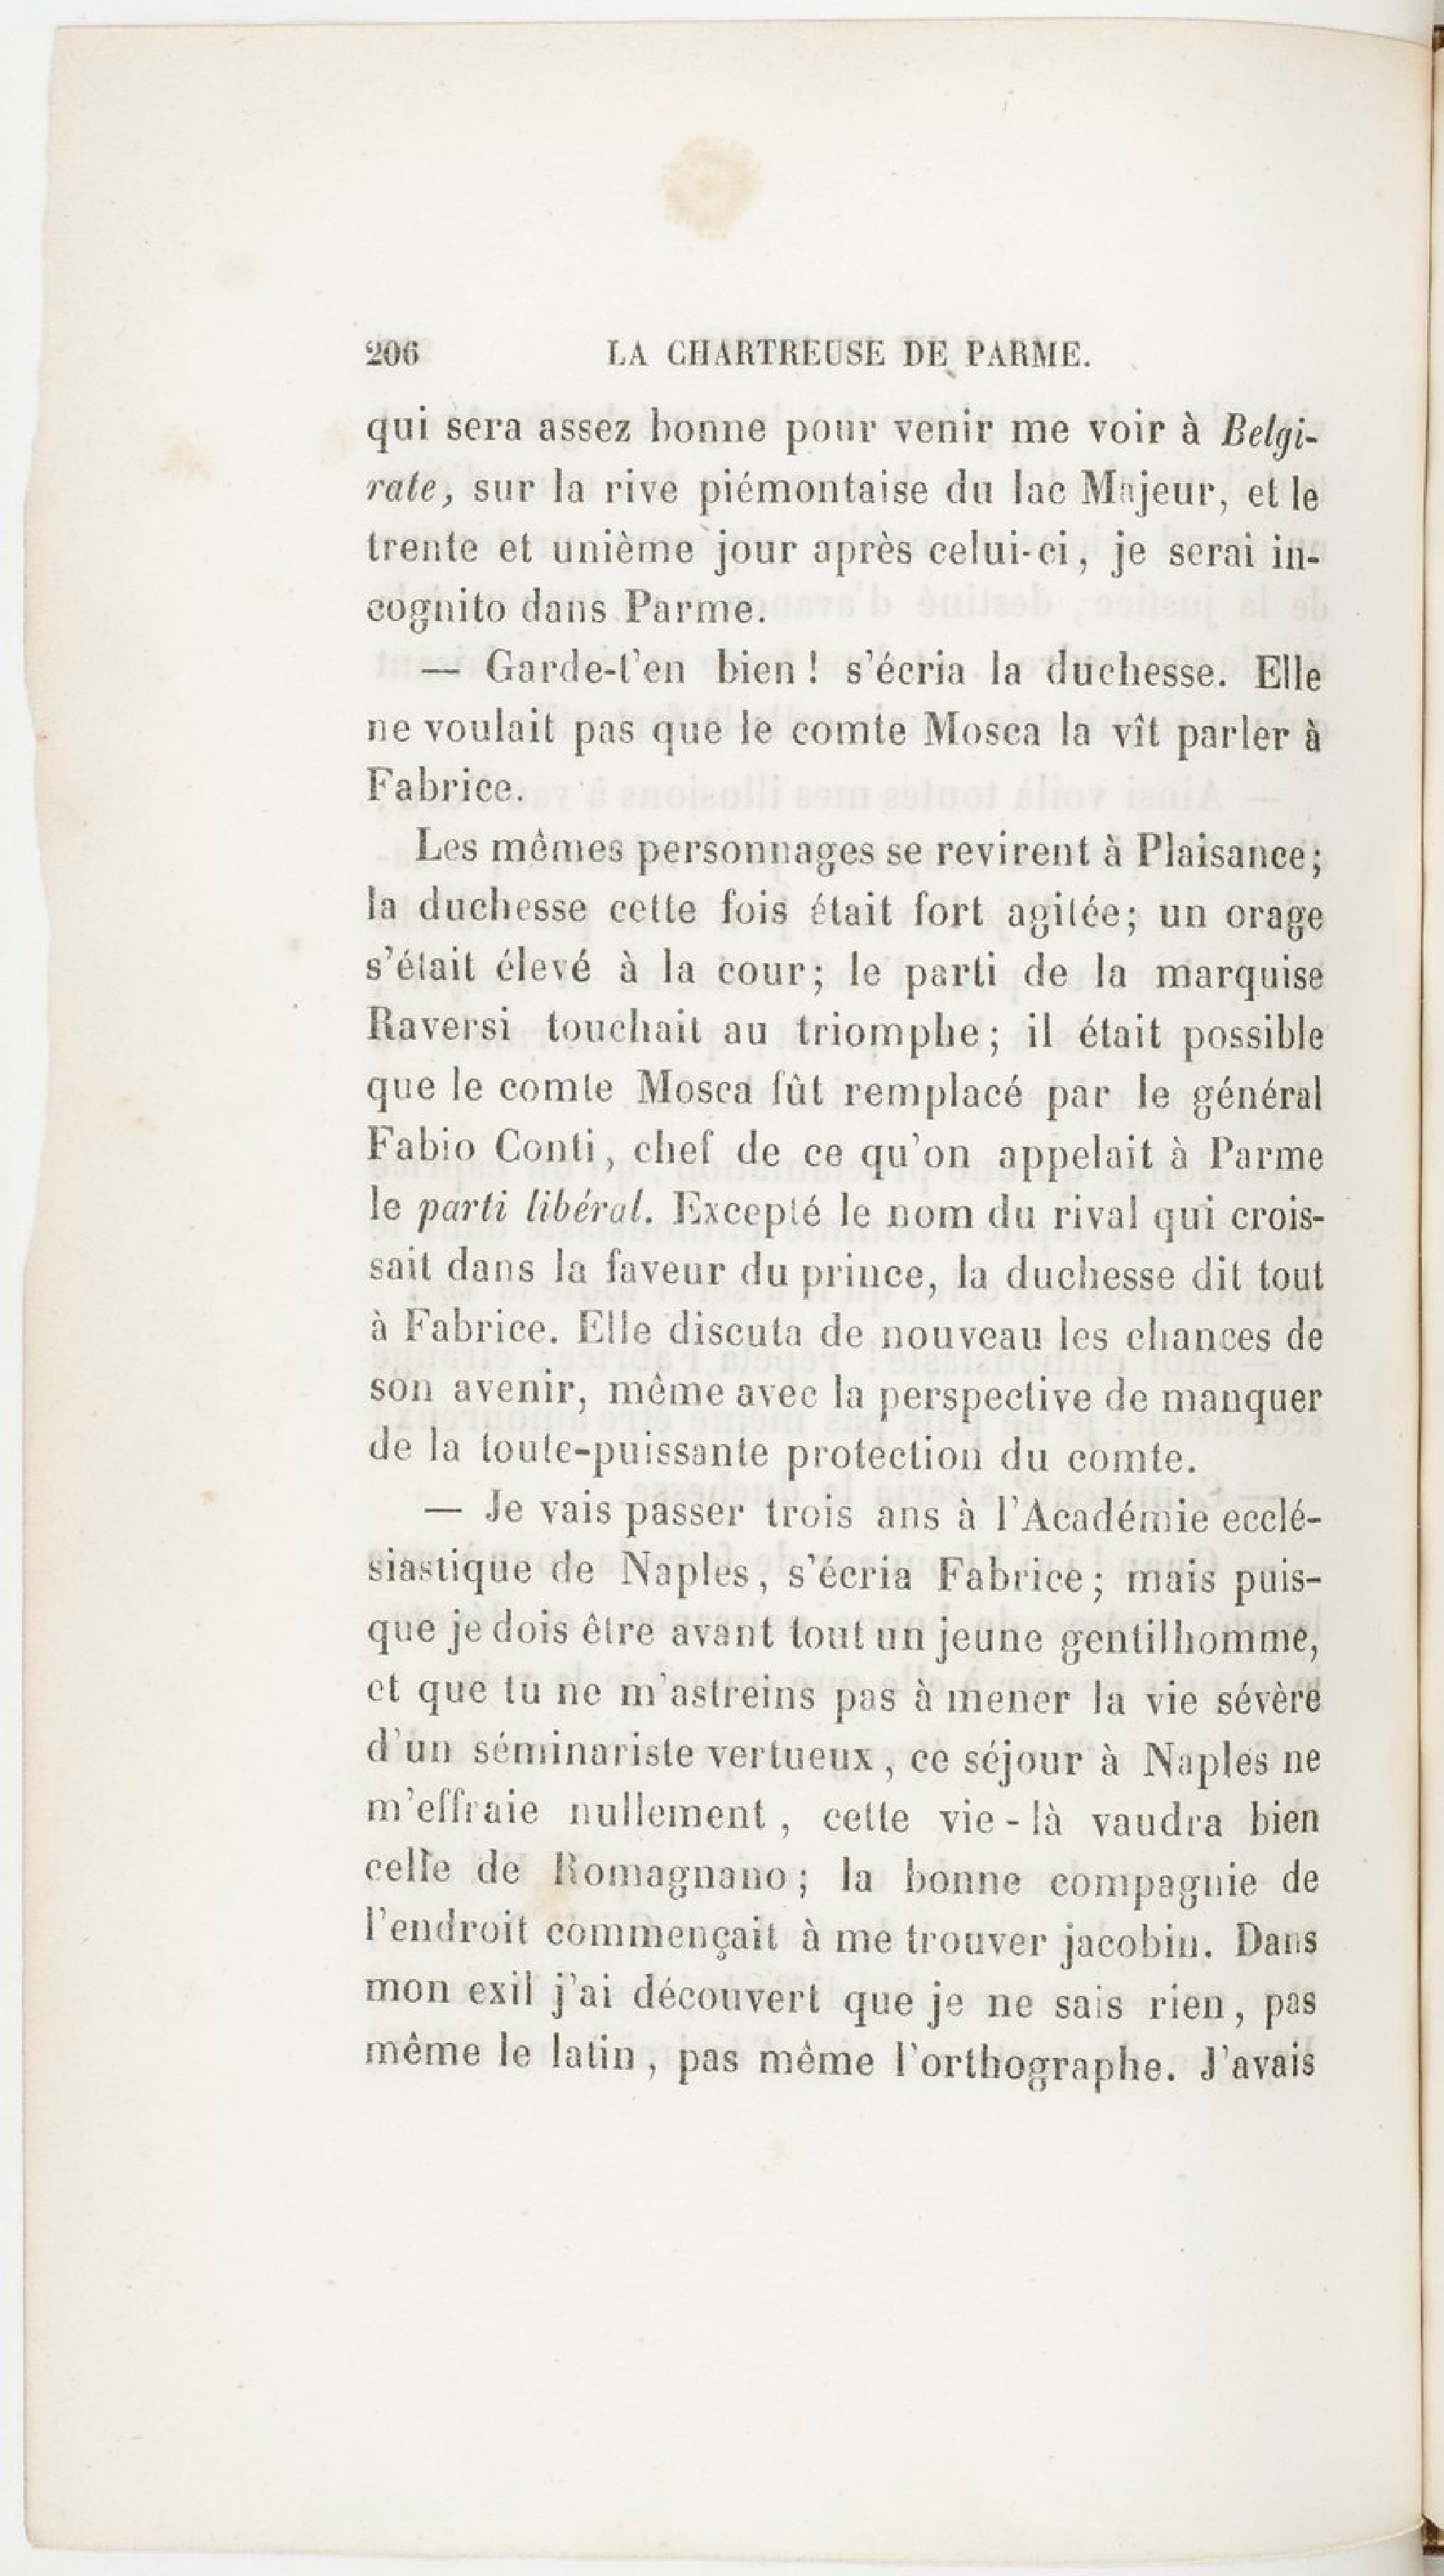 206 LA CHARTREUSE DE PARME.
qui sera assez bonne pour venir me voir à Belgi-
rate, sur la rive piémontaise du lac Majeur, et le
trente et unième jour après celui-ci, je serai in-
cognito dans Parme.
— Garde-t'en bien ! s'écria la duchesse. Elle
ne voulait pas que le comte Mosca la vît parler à
Fabrice.
Les mêmes personnages se revirent à Plaisance;
la duchesse cette fois était fort agitée; un orage
s'était élevé à la cour; le parti de la marquise
Raversi touchait au triomphe; il était possible
que le comte Mosca fût remplacé par le général
Fabio Conti, chef de ce qu'on appelait à Parme
le parti libéral. Excepté le nom du rival qui crois-
sait dans la faveur du prince, la duchesse dit tout
à Fabrice. Elle discuta de nouveau les chances de
son avenir, même avec la perspective de manquer
de la toute-puissante protection du comte.
— Je vais passer trois ans à l'Académie ecclé-
siastique de Naples, s'écria Fabrice; mais puis-
que je dois être avant tout un jeune gentilhomme,
et que tu ne m'astreins pas à mener la vie sévère
d'un séminariste vertueux, ce séjour à Naples ne
m'effraie nullement, cette vie-là vaudra bien
celle de Romagnano; la bonne compagnie de
l'endroit commençait à me trouver jacobin. Dans
mon exil j'ai découvert que je ne sais rien, pas
même le latin, pas même l'orthographe. J'avais